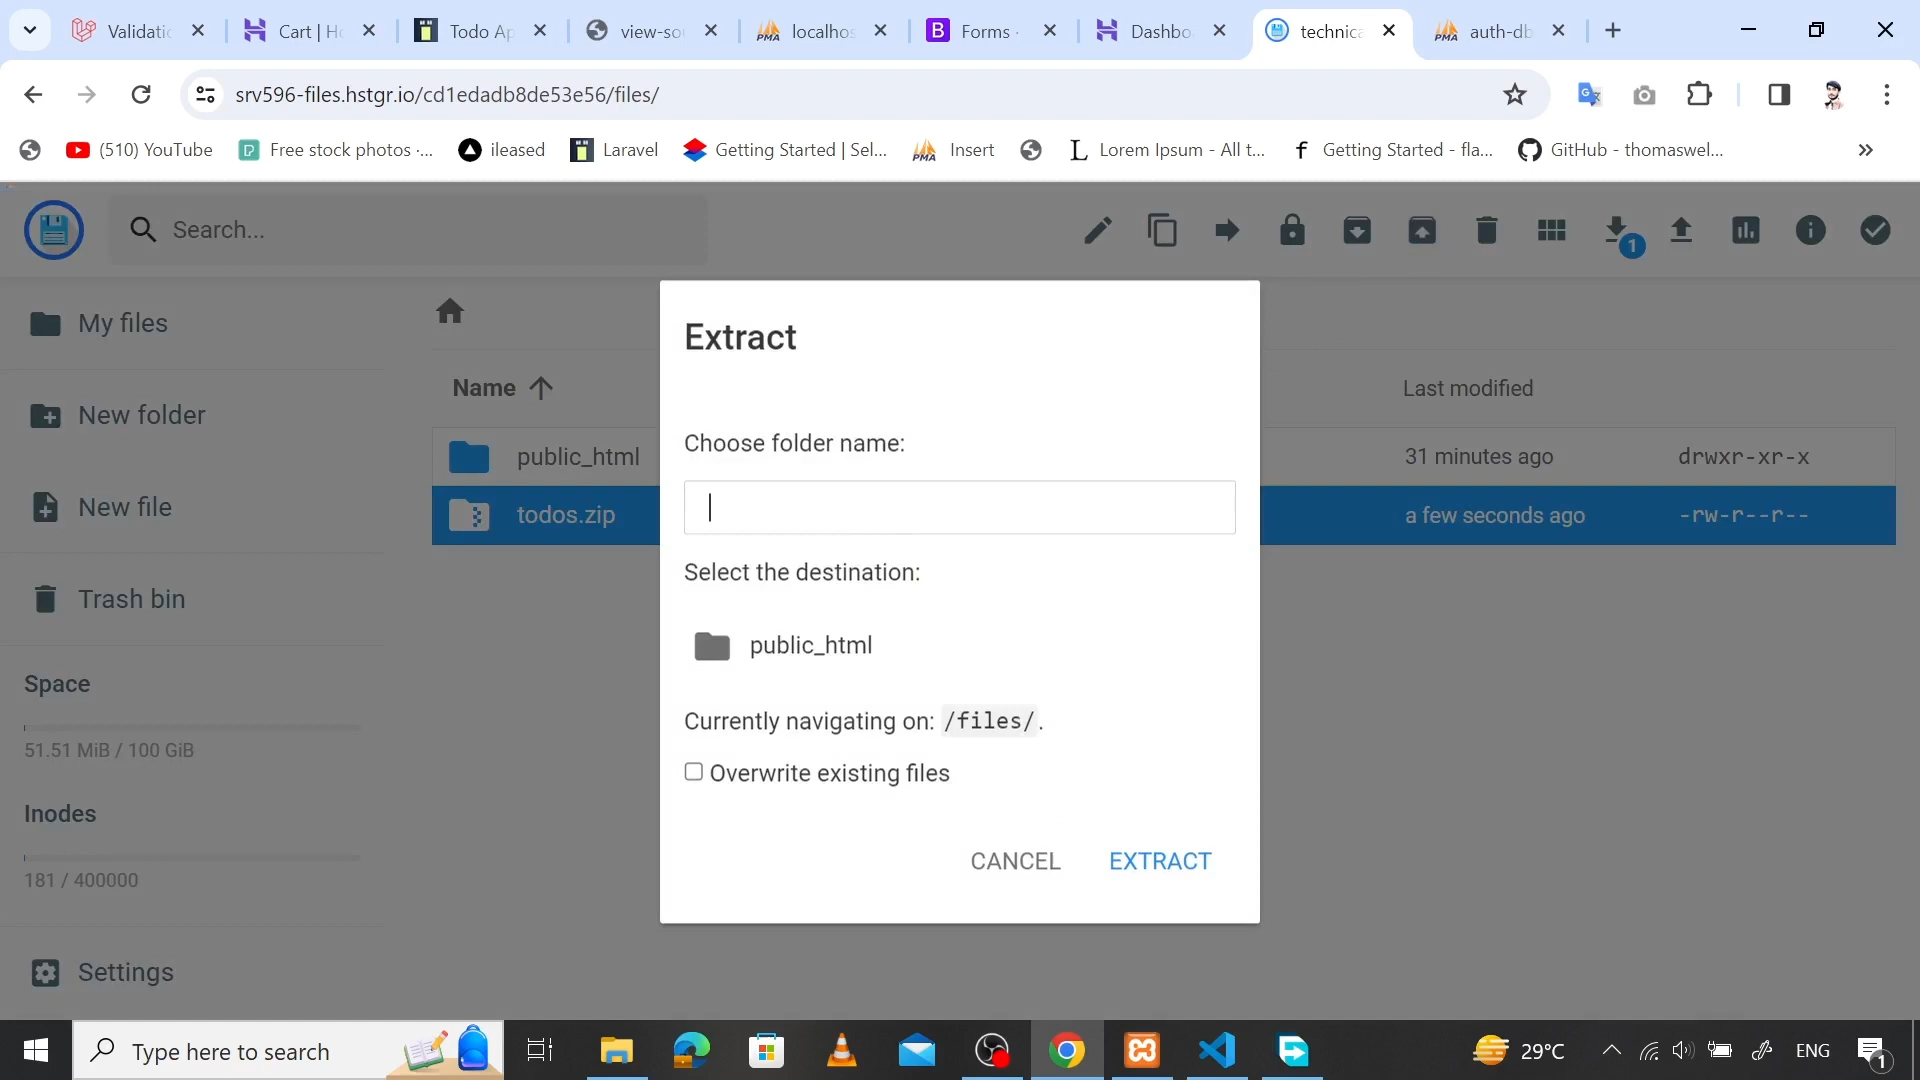 Validatic
Cart | Ho
Todo Ap
view-sou
localhos
Forms ·
Dashbo
technica
auth-db
srv596-files.hstgr.io/cd1edadb8de53e56/files/
(510) YouTube
Free stock photos ·...
ileased
Laravel
Getting Started | Sel...
Insert
Lorem Ipsum - All t...
Getting Started - fla...
GitHub - thomaswel...
Search...
1
My files
New folder
New file
Trash bin
Space
51.51 MiB / 100 GiB
Inodes
181 / 400000
Settings
Name
Last modified
public_html
31 minutes ago
drwxr-xr-x
todos.zip
a few seconds ago
-rw-r--r--
Extract
Choose folder name:
Select the destination:
public_html
Currently navigating on: /files/.
Overwrite existing files
CANCEL
EXTRACT
Type here to search
29°C
ENG
1